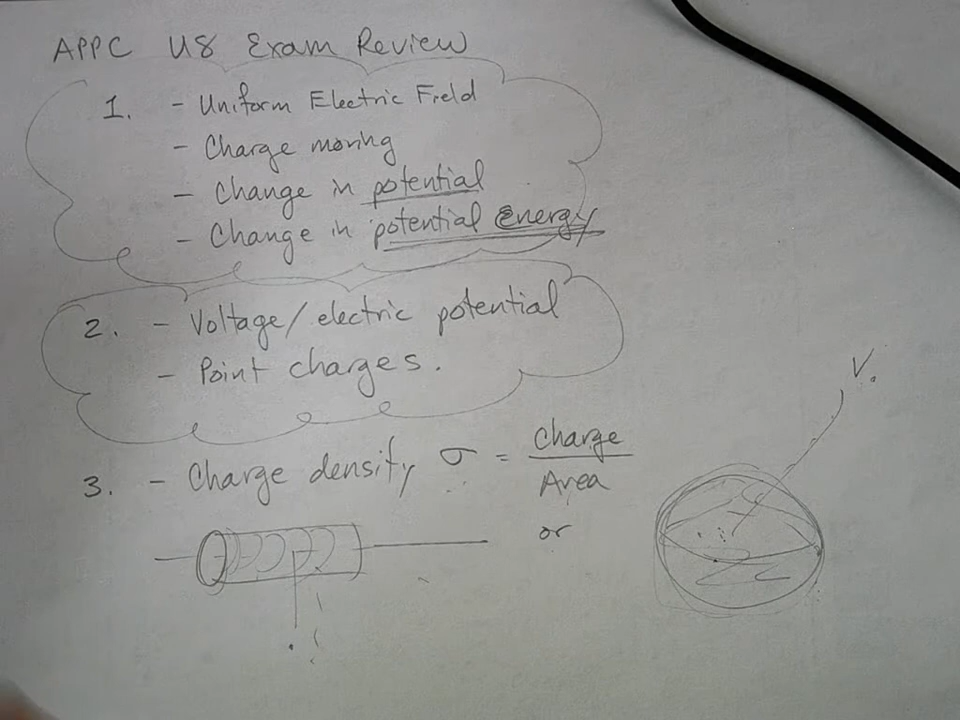 APPC U8 Exam Review
1. - Uniform Electric Field
- Charge moving
- Change in potential
- Change in potential energy
2. - Voltage/electric potential
- Point charges.
V.
3. - Charge density σ = Charge
Area
or